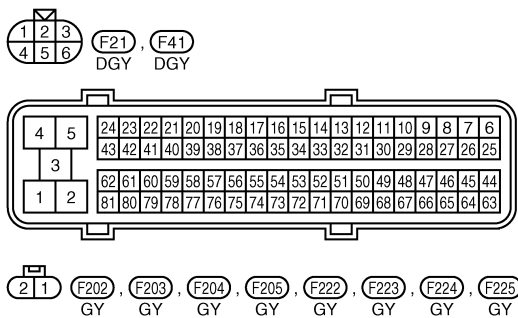 1 2 3
4 5 6
F21 , F41
DGY DGY
4 5 24 23 22 21 20 19 18 17 16 15 14 13 12 11 10 9 8 7 6
43 42 41 40 39 38 37 36 35 34 33 32 31 30 29 28 27 26 25
3
1 2 62 61 60 59 58 57 56 55 54 53 52 51 50 49 48 47 46 45 44
81 80 79 78 77 76 75 74 73 72 71 70 69 68 67 66 65 64 63
2 1 F202 , F203 , F204 , F205 , F222 , F223 , F224 , F225
GY GY GY GY GY GY GY GY